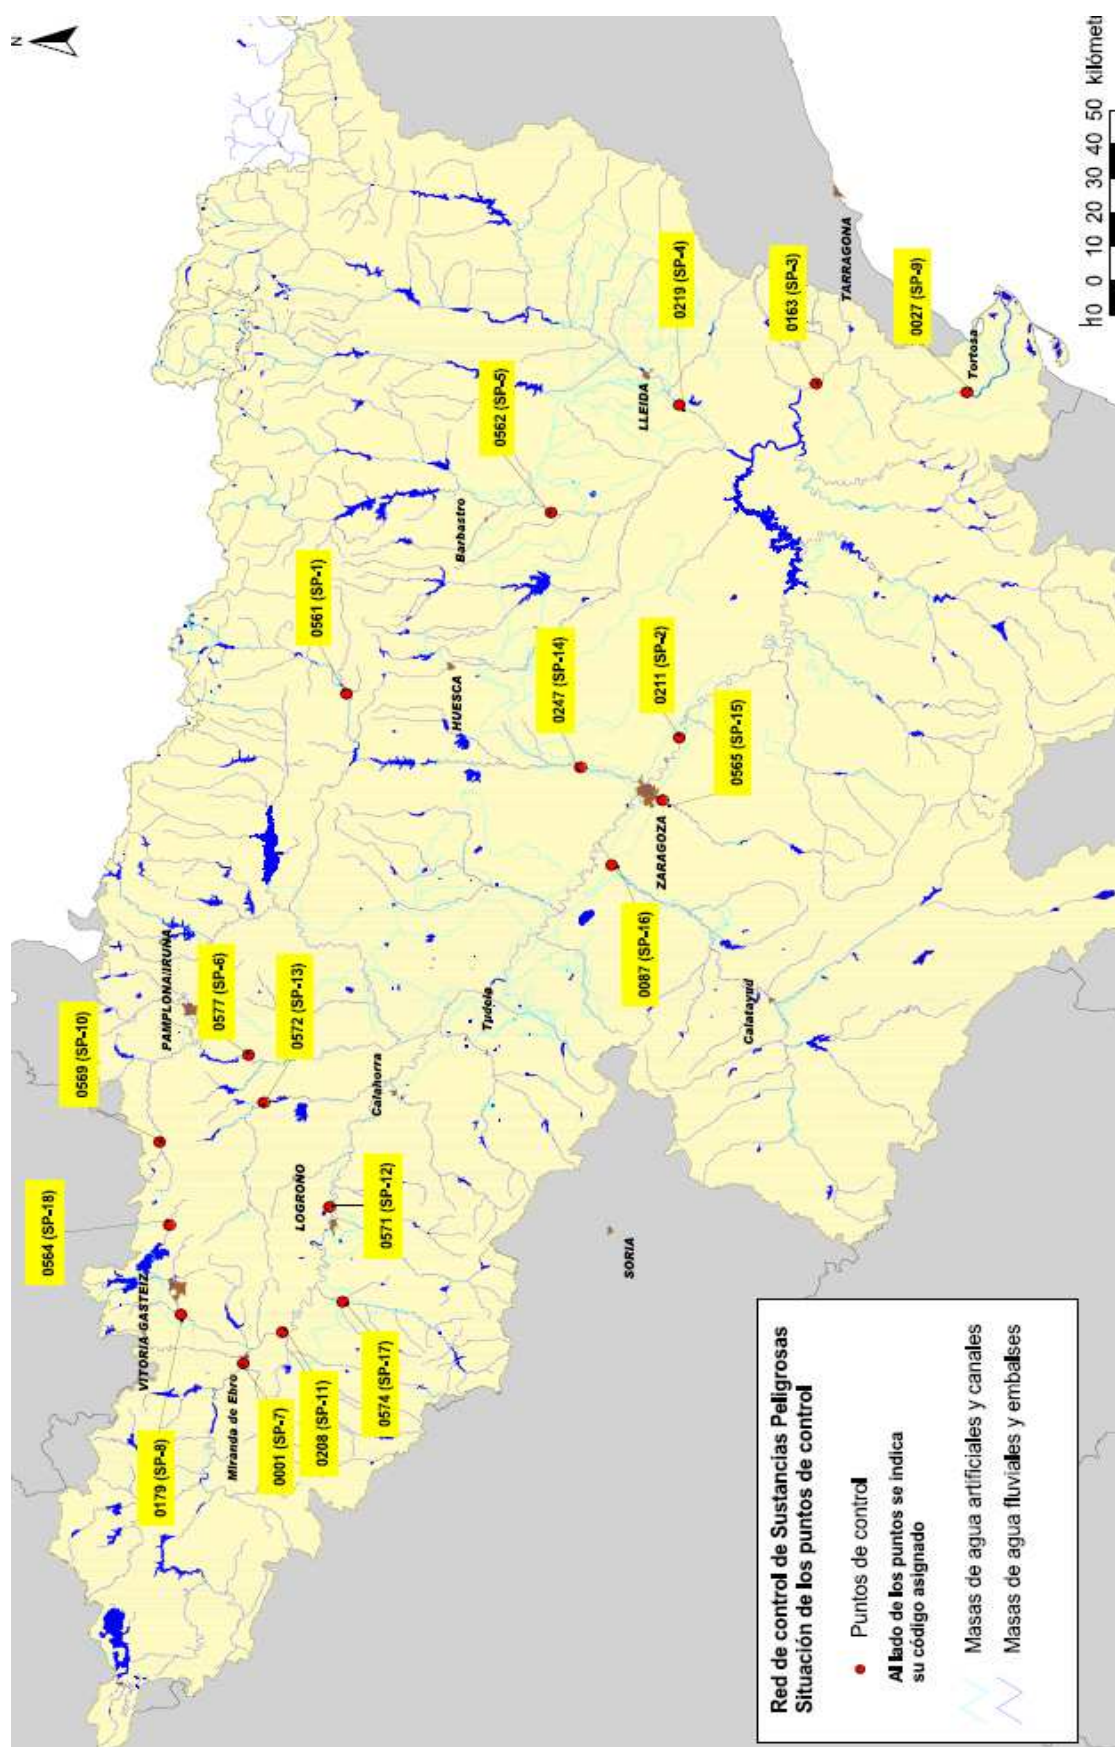 N
0569 (SP-10)
0564 (SP-18)
PAMPLONA/IRUÑA
0577 (SP-6)
0572 (SP-13)
VITORIA-GASTEIZ
0179 (SP-8)
Miranda de Ebro
0001 (SP-7)
0208 (SP-11)
0574 (SP-17)
LOGROÑO
0571 (SP-12)
Calahorra
Tudela
0561 (SP-1)
HUESCA
Barbastro
0562 (SP-5)
0247 (SP-14)
0211 (SP-2)
0565 (SP-15)
ZARAGOZA
0087 (SP-16)
Calatayud
SORIA
LLEIDA
0219 (SP-4)
0163 (SP-3)
TARRAGONA
0027 (SP-9)
Tortosa
Red de control de Sustancias Peligrosas
Situación de los puntos de control
Puntos de control
Al lado de los puntos se indica
su código asignado
Masas de agua artificiales y canales
Masas de agua fluviales y embalses
10 0 10 20 30 40 50 kilómet